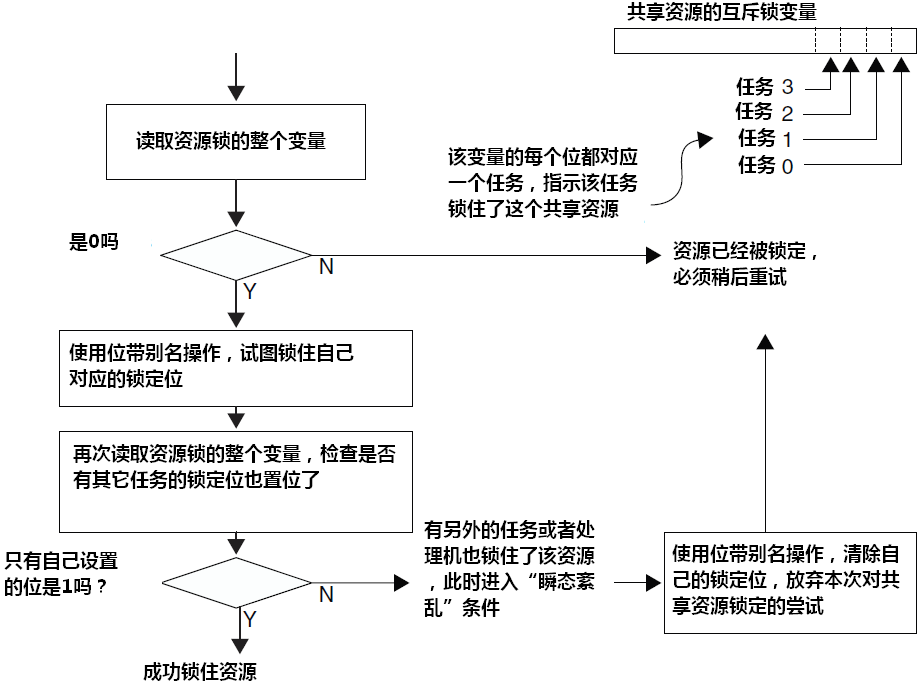 共享资源的互斥锁变量
任务 3
任务 2
任务 1
任务 0
读取资源锁的整个变量
该变量的每个位都对应
一个任务，指示该任务
锁住了这个共享资源
是0吗
N
Y
资源已经被锁定，
必须稍后重试
使用位带别名操作，试图锁住自己
对应的锁定位
再次读取资源锁的整个变量，检查是否
有其它任务的锁定位也置位了
只有自己设置
的位是1吗？
N
Y
有另外的任务或者处
理机也锁住了该资源
，此时进入“瞬态紊
乱”条件
使用位带别名操作，清除自
己的锁定位，放弃本次对共
享资源锁定的尝试
成功锁住资源